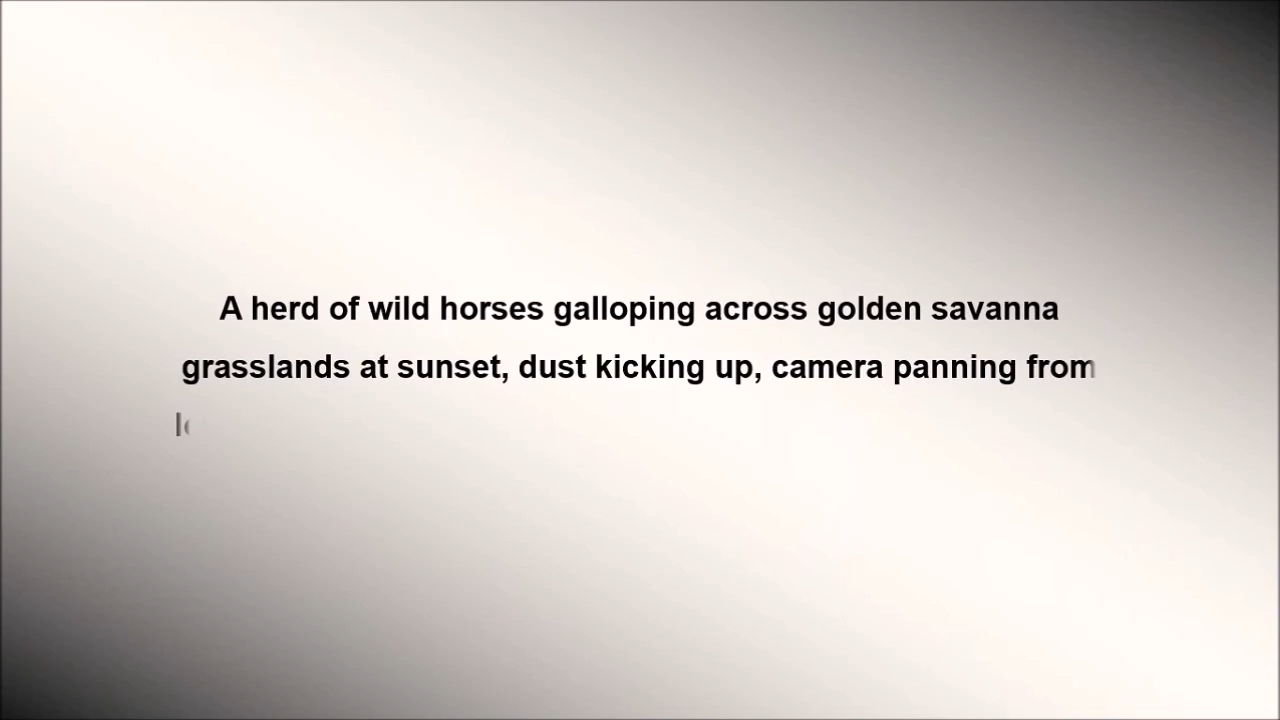 A herd of wild horses galloping across golden savanna
grasslands at sunset, dust kicking up, camera panning from